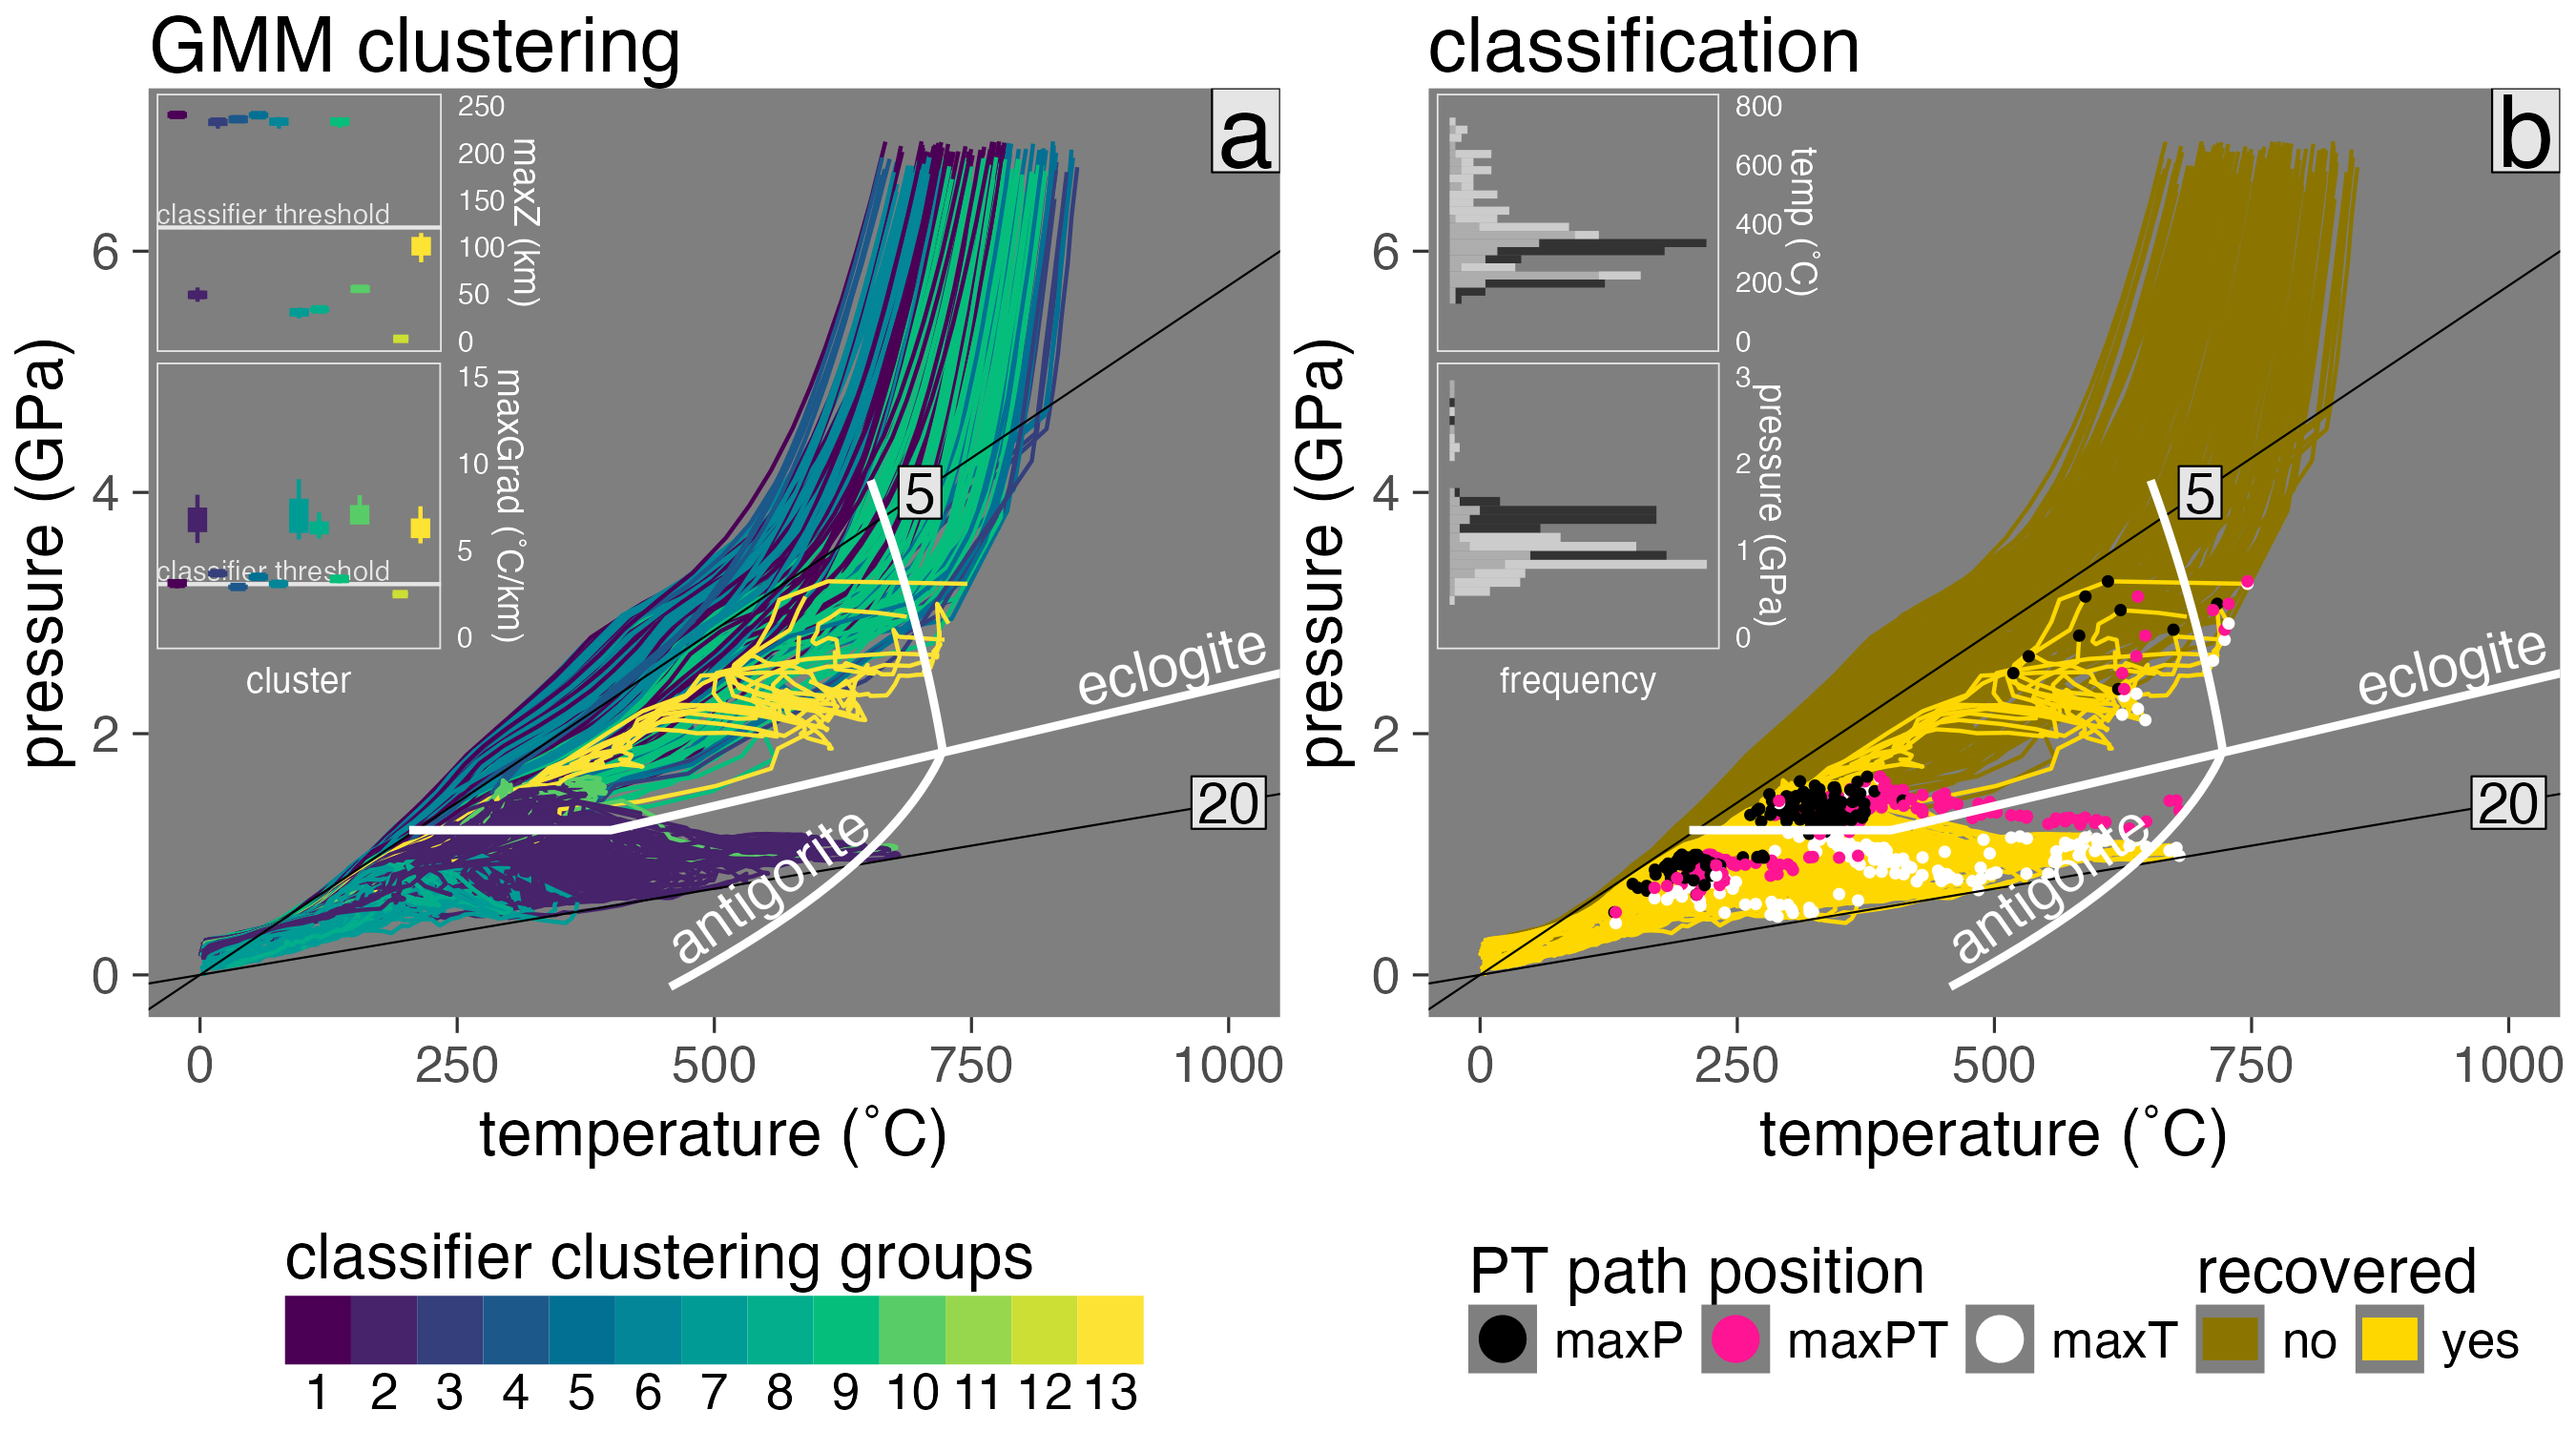 GMM clustering
a
250
200
150
100
50
0
maxZ (km)
classifier threshold
15
10
5
0
maxGrad (˚C/km)
classifier threshold
cluster
5
eclogite
20
antigorite
6
4
2
0
pressure (GPa)
0 250 500 750 1000
temperature (˚C)
classification
b
800
600
400
200
0
temp (˚C)
3
2
1
0
pressure (GPa)
frequency
5
eclogite
20
antigorite
6
4
2
0
pressure (GPa)
0 250 500 750 1000
temperature (˚C)
classifier clustering groups
1 2 3 4 5 6 7 8 9 10 11 12 13
PT path position
maxP maxPT maxT
recovered
no yes